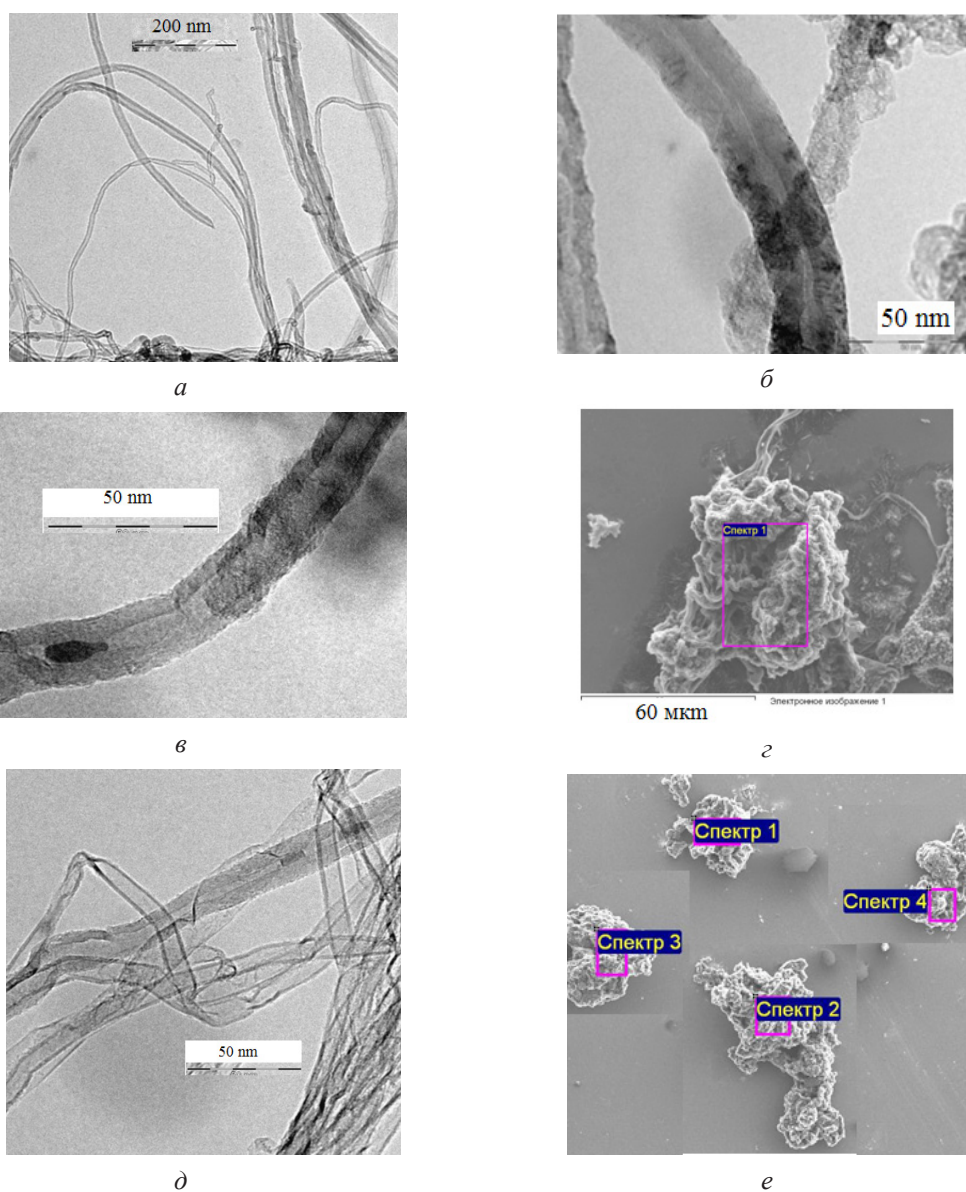 200 nm
а
50 nm
б
50 nm
в
Спектр 1
60 мкm
Электронное изображение 1
г
50 nm
д
Спектр 1
Спектр 4
Спектр 3
Спектр 2
е